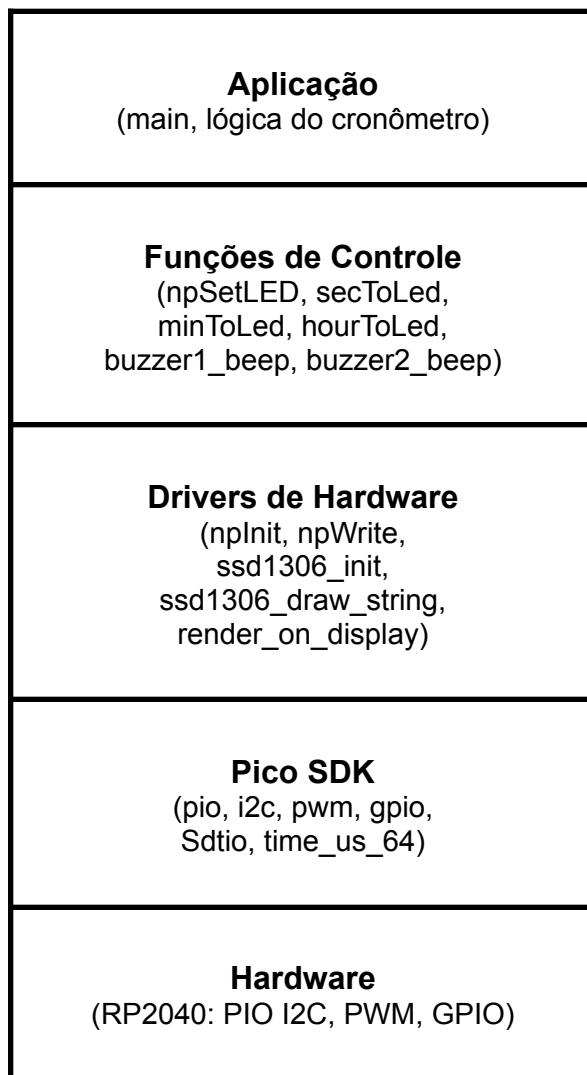 Aplicação
(main, lógica do cronômetro)
Funções de Controle
(npSetLED, secToLed,
minToLed, hourToLed,
buzzer1_beep, buzzer2_beep)
Drivers de Hardware
(npInit, npWrite,
ssd1306_init,
ssd1306_draw_string,
render_on_display)
Pico SDK
(pio, i2c, pwm, gpio,
Sdtio, time_us_64)
Hardware
(RP2040: PIO I2C, PWM, GPIO)